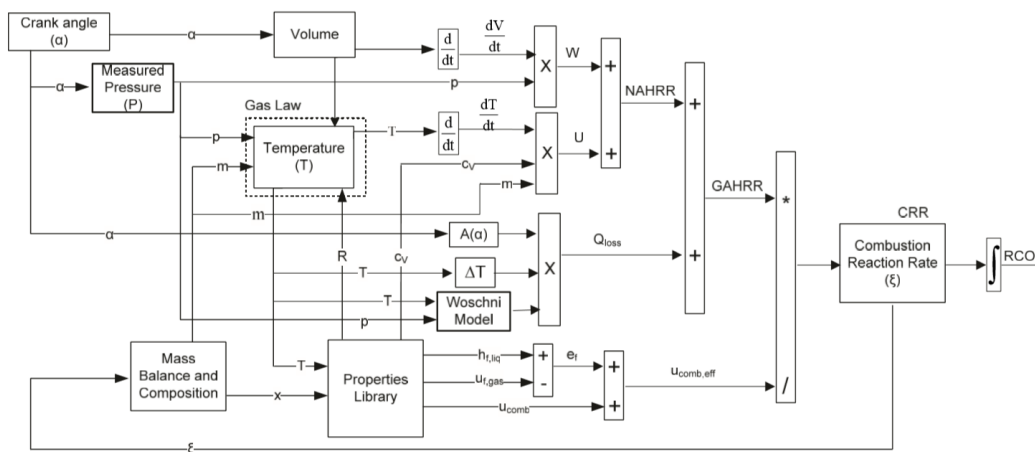 Crank angle
(α)
α
Volume
d
dt
dV
dt
X
W
+
α
Measured
Pressure
(P)
p
NAHRR
+
Gas Law
p
Temperature
(T)
T
d
dt
dT
dt
X
U
+
m
cV
m
m
GAHRR
*
CRR
α
A(α)
R
cV
T
ΔT
X
Qloss
+
Combustion
Reaction Rate
(ξ)
∫
RCO
T
p
Woschni
Model
Mass
Balance and
Composition
T
x
Properties
Library
hf,liq
+
ef
+
uf,gas
-
ucomb
+
ucomb,eff
/
ξ